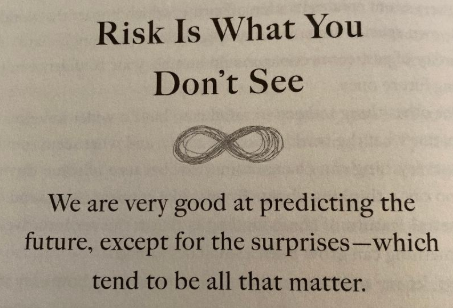 Risk Is What You
Don't See
We are very good at predicting the
future, except for the surprises—which
tend to be all that matter.